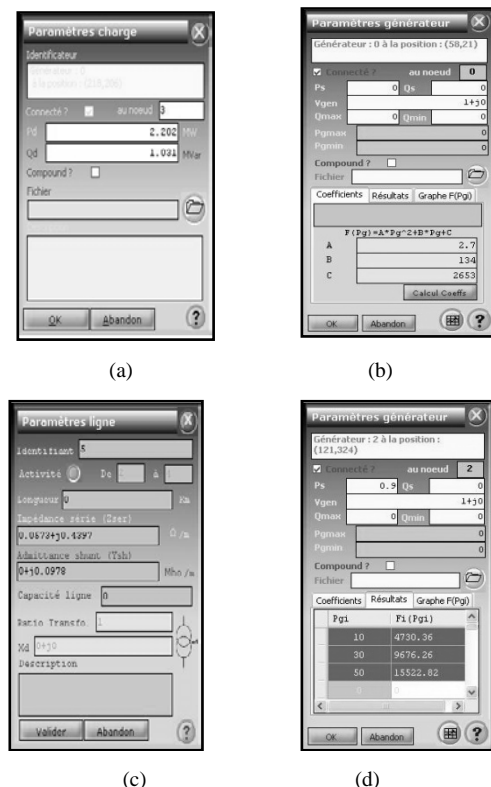 Paramètres charge
Identificateur
Connecté ? au noeud 3
Pd 2.202 MW
Qd 1.031 MVar
Compound ?
Fichier
OK Abandon ?
(a)
Paramètres générateur
Générateur : 0 à la position : (58,21)
Connecté ? au noeud 0
Ps 0 Qs 0
Vgen 1+j0
Qmax 0 Qmin 0
Pgmax 0
Pgmin 0
Compound ?
Fichier
Coefficients Résultats Graphe F(Pgi)
F(Pg)=A*Pg^2+B*Pg+C
A 2.7
B 134
C 2653
Calcul Coeffs
OK Abandon ?
(b)
Paramètres ligne
Identifiant 5
Activité De à
Longueur 0 Km
Impédance série (Zser)
0.0573+j0.4397 Ω/m
Admittance shunt (Ysh)
0+j0.0978 Mho/m
Capacité ligne 0
Ratio Transfo. 1
Xd 0+j0
Description
Valider Abandon ?
(c)
Paramètres générateur
Générateur : 2 à la position :
(121,324)
Connecté ? au noeud 2
Ps 0.9 Qs 0
Vgen 1+j0
Qmax 0 Qmin 0
Pgmax 0
Pgmin 0
Compound ?
Fichier
Coefficients Résultats Graphe F(Pgi)
Pgi Fi(Pgi)
10 4730.36
30 9676.26
50 15522.82
0 0
OK Abandon ?
(d)